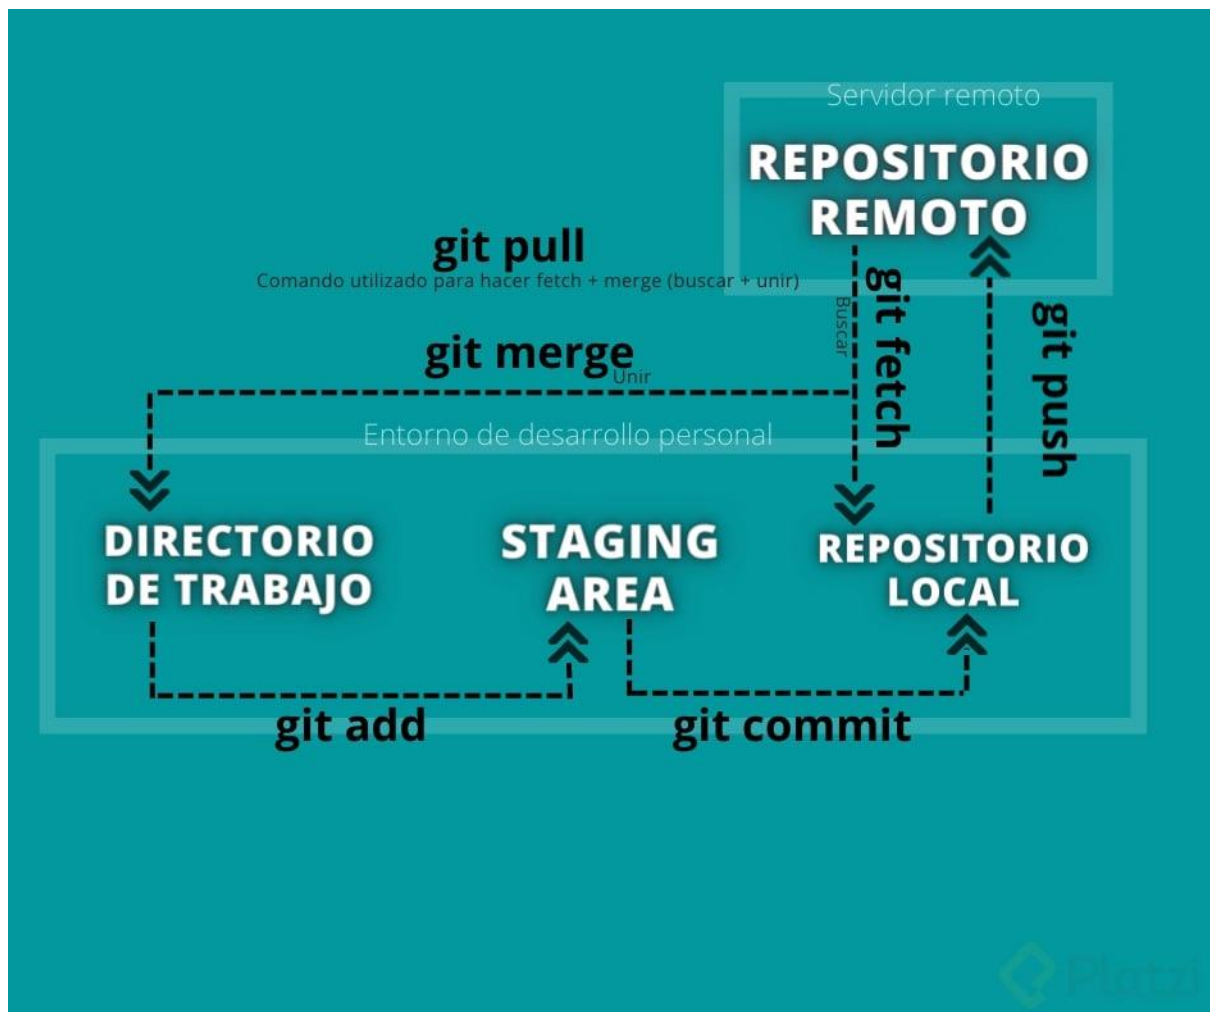 Servidor remoto
REPOSITORIO
REMOTO
git pull
Comando utilizado para hacer fetch + merge (buscar + unir)
git fetch
Buscar
git push
git merge
Unir
Entorno de desarrollo personal
DIRECTORIO
DE TRABAJO
STAGING
AREA
REPOSITORIO
LOCAL
git add
git commit
Platzi